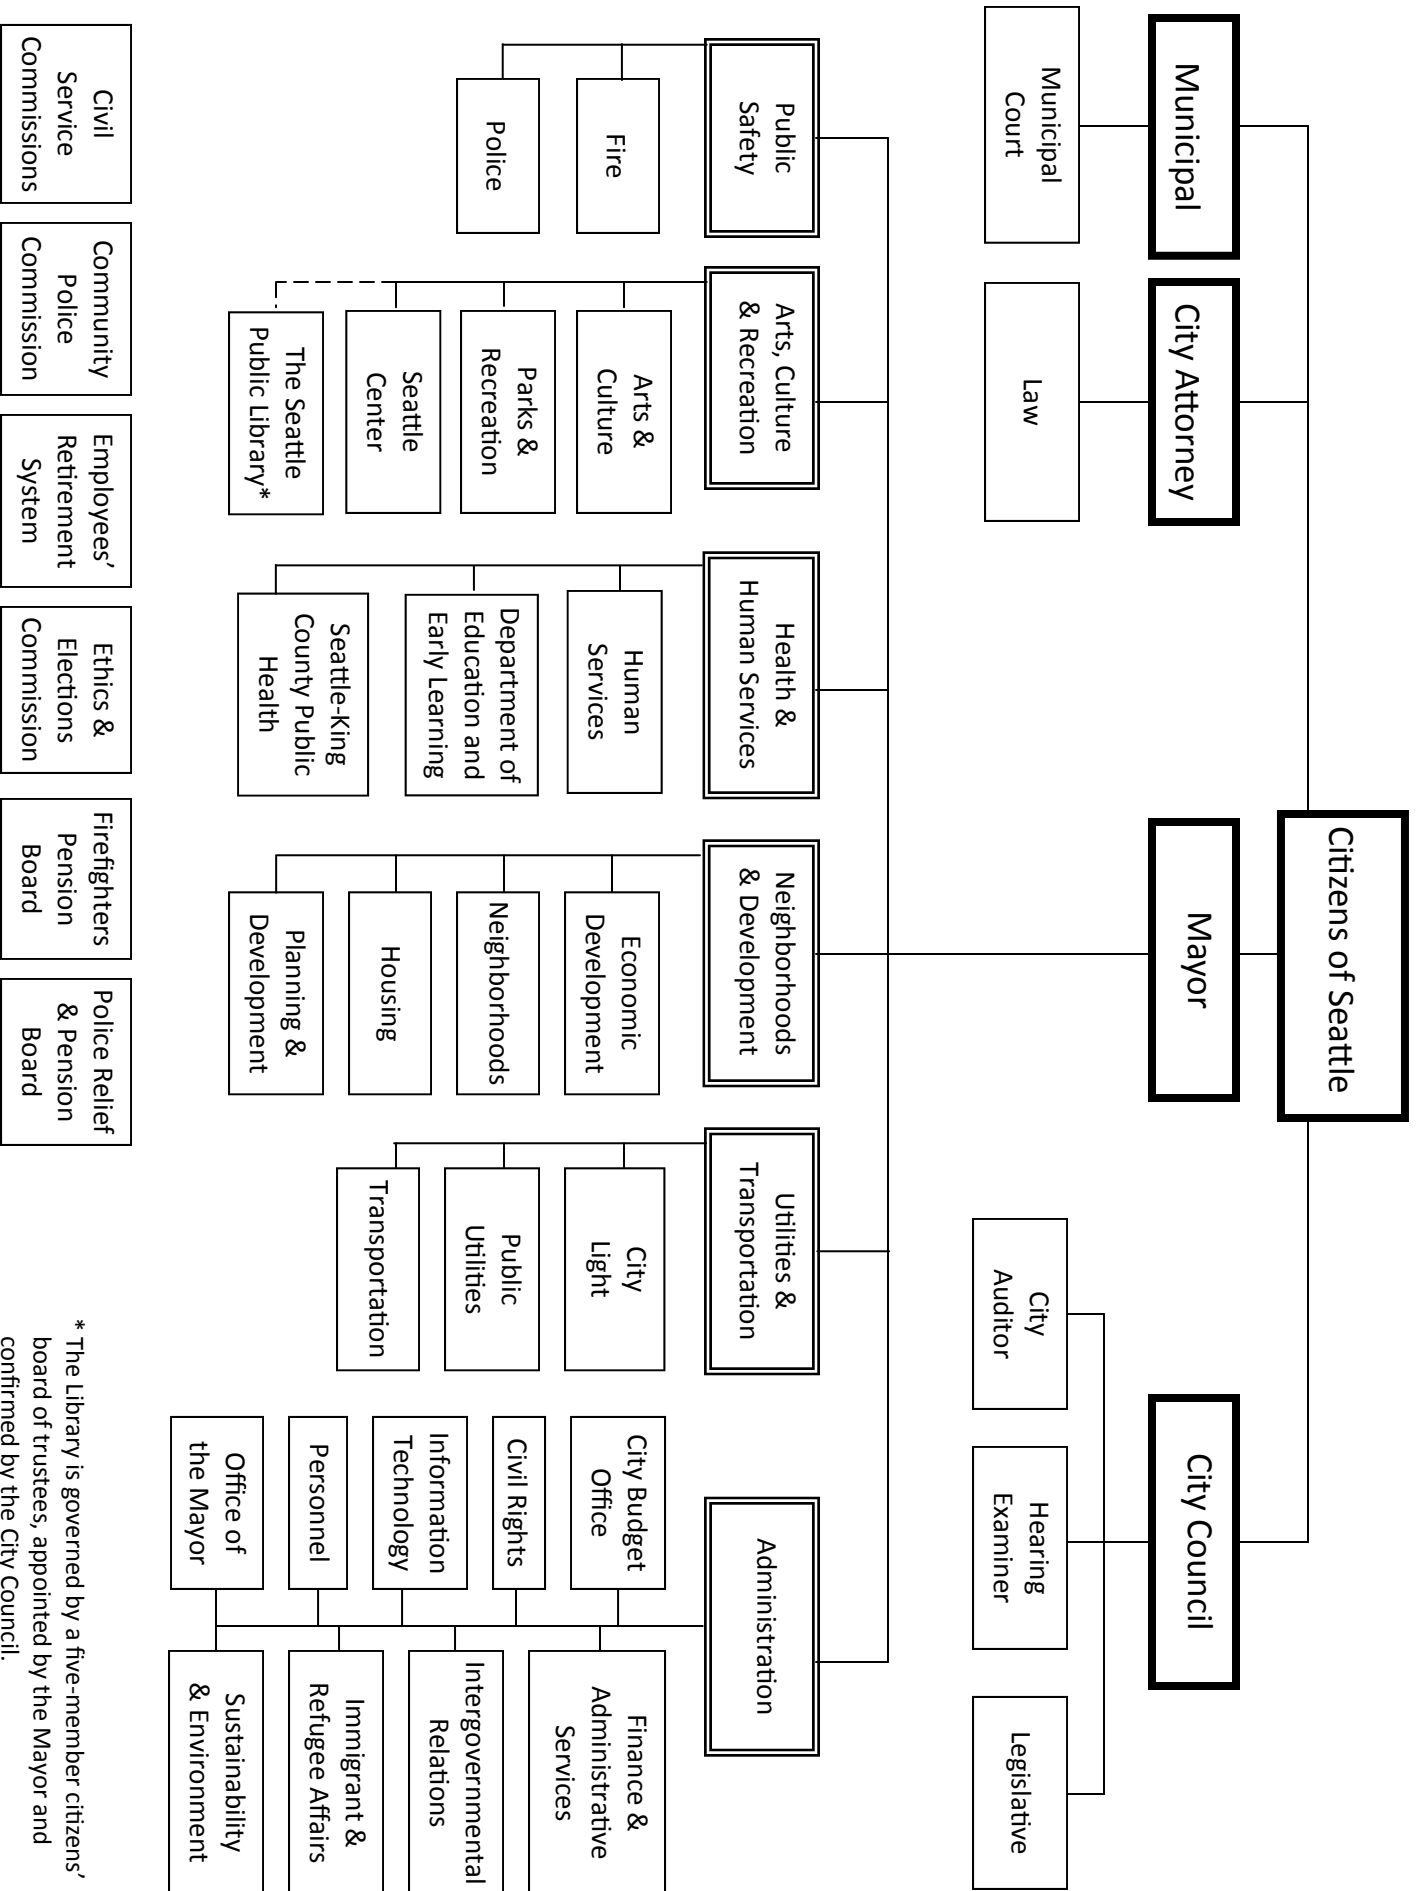 Citizens of Seattle
Municipal
City Attorney
Mayor
City Council
Municipal
Court
Law
City
Auditor
Hearing
Examiner
Legislative
Public
Safety
Fire
Police
Arts, Culture
& Recreation
Arts &
Culture
Parks &
Recreation
Seattle
Center
The Seattle
Public Library*
Health &
Human Services
Human
Services
Department of
Education and
Early Learning
Seattle-King
County Public
Health
Neighborhoods
& Development
Economic
Development
Neighborhoods
Housing
Planning &
Development
Utilities &
Transportation
City
Light
Public
Utilities
Transportation
Administration
City Budget
Office
Civil Rights
Information
Technology
Personnel
Office of
the Mayor
Finance &
Administrative
Services
Intergovernmental
Relations
Immigrant &
Refugee Affairs
Sustainability
& Environment
Civil
Service
Commissions
Community
Police
Commission
Employees’
Retirement
System
Ethics &
Elections
Commission
Firefighters
Pension
Board
Police Relief
& Pension
Board
* The Library is governed by a five-member citizens’
board of trustees, appointed by the Mayor and
confirmed by the City Council.